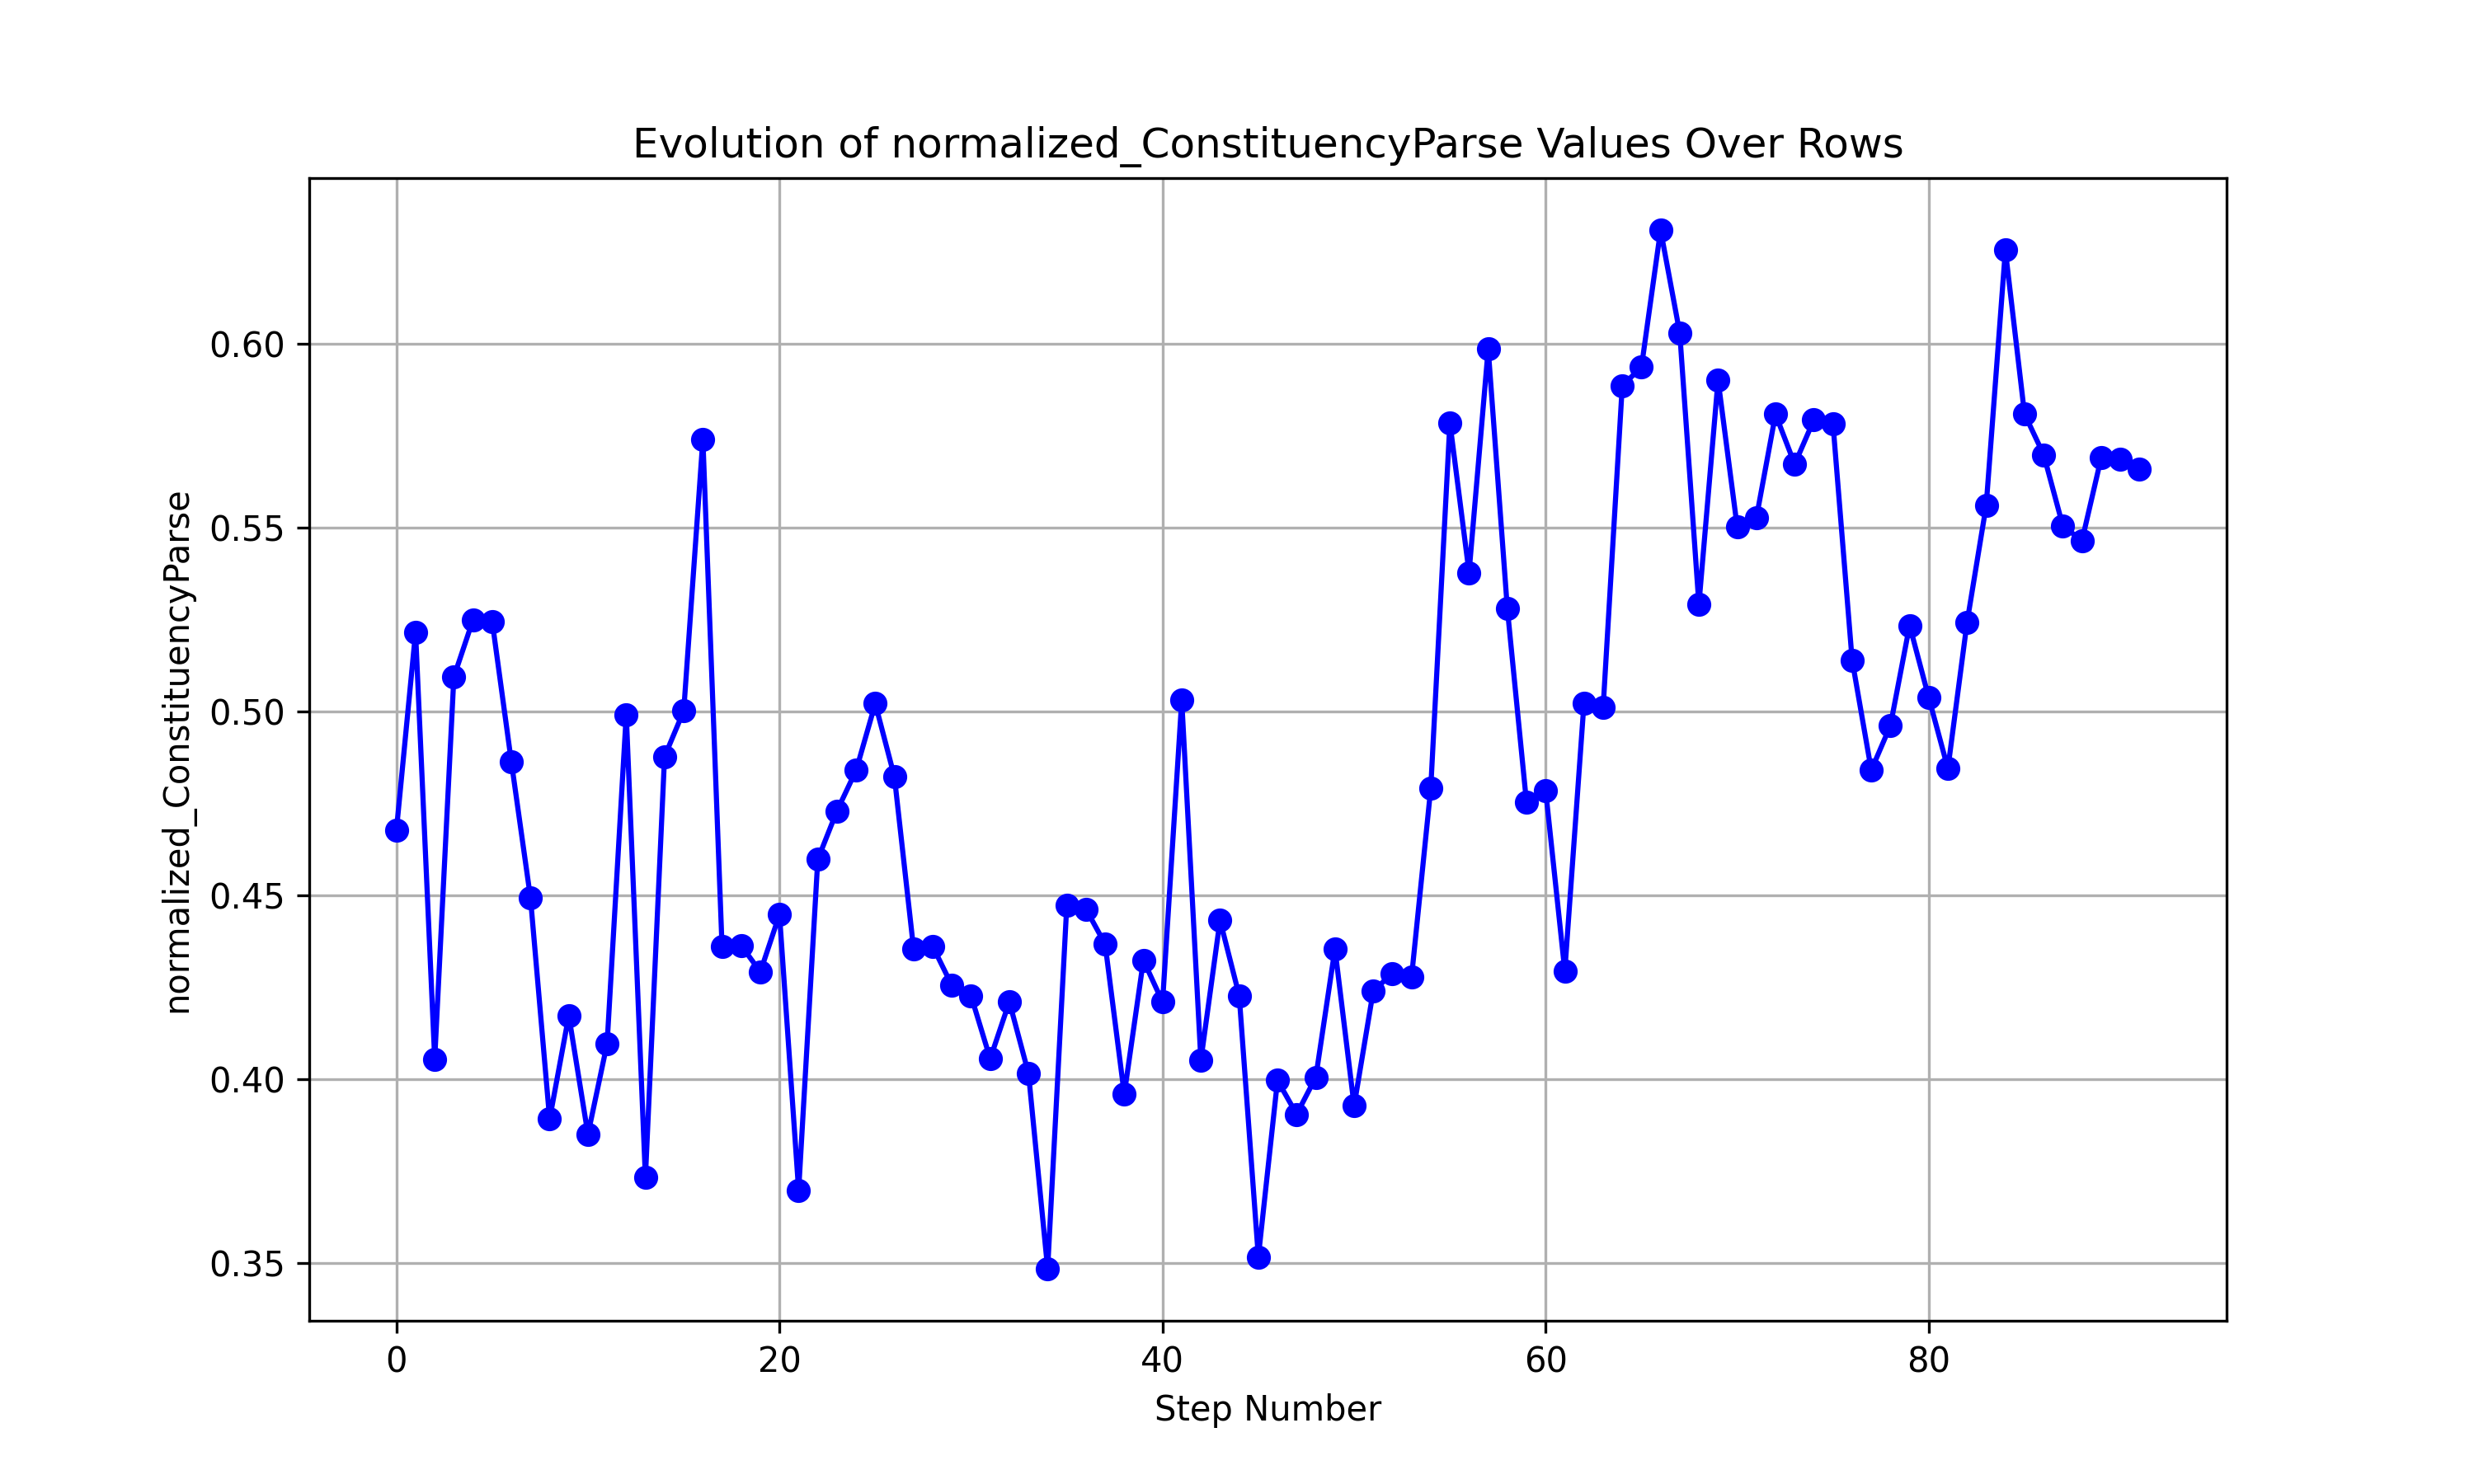 Evolution of normalized_ConstituencyParse Values Over Rows
normalized_ConstituencyParse
0.60
0.55
0.50
0.45
0.40
0.35
0 20 40 60 80
Step Number